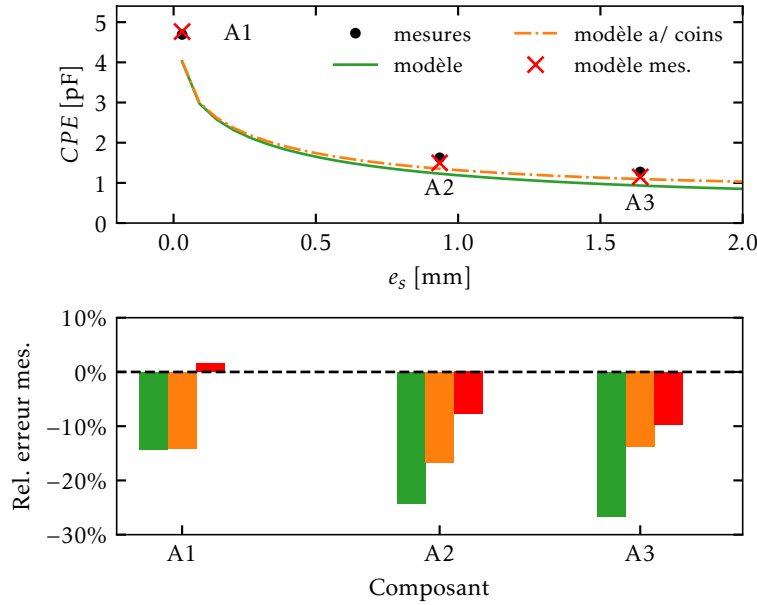 5
4
3
2
1
0
CPE [pF]
A1
mesures
modèle
modèle a/ coins
modèle mes.
A2
A3
0.0
0.5
1.0
1.5
2.0
e_s [mm]
10%
0%
−10%
−20%
−30%
Rel. erreur mes.
A1
A2
A3
Composant